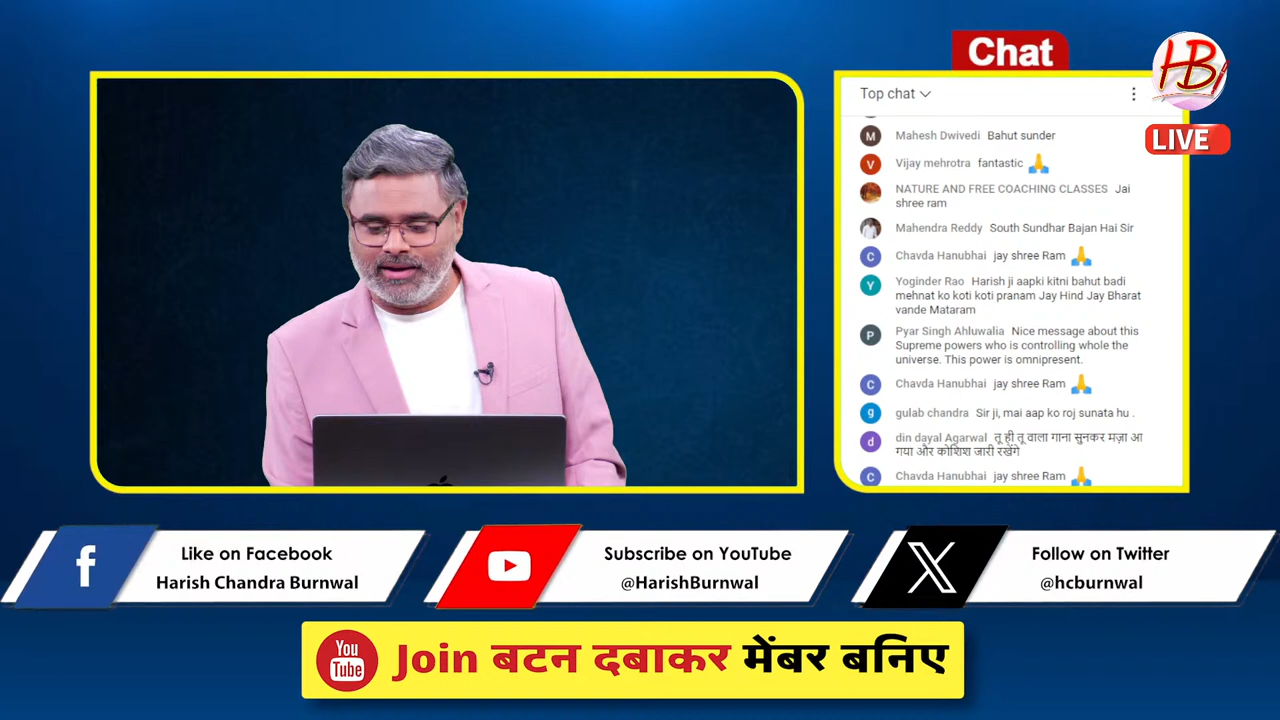 Chat
HB
LIVE
Top chat
M Mahesh Dwivedi Bahut sunder
V Vijay mehrotra fantastic 🙏
NATURE AND FREE COACHING CLASSES Jai
shree ram
Mahendra Reddy South Sundhar Bajan Hai Sir
C Chavda Hanubhai jay shree Ram 🙏
Y Yoginder Rao Harish ji aapki kitni bahut badi
mehnat ko koti koti pranam Jay Hind Jay Bharat
vande Mataram
P Pyar Singh Ahluwalia Nice message about this
Supreme powers who is controlling whole the
universe. This power is omnipresent.
C Chavda Hanubhai jay shree Ram 🙏
g gulab chandra Sir ji, mai aap ko roj sunata hu .
d din dayal Agarwal तू ही तू वाला गाना सुनकर मज़ा आ
गया और कोशिश जारी रखेंगे
C Chavda Hanubhai jay shree Ram 🙏
f Like on Facebook
Harish Chandra Burnwal
Subscribe on YouTube
@HarishBurnwal
X Follow on Twitter
@hcburnwal
You
Tube
Join बटन दबाकर मेंबर बनिए